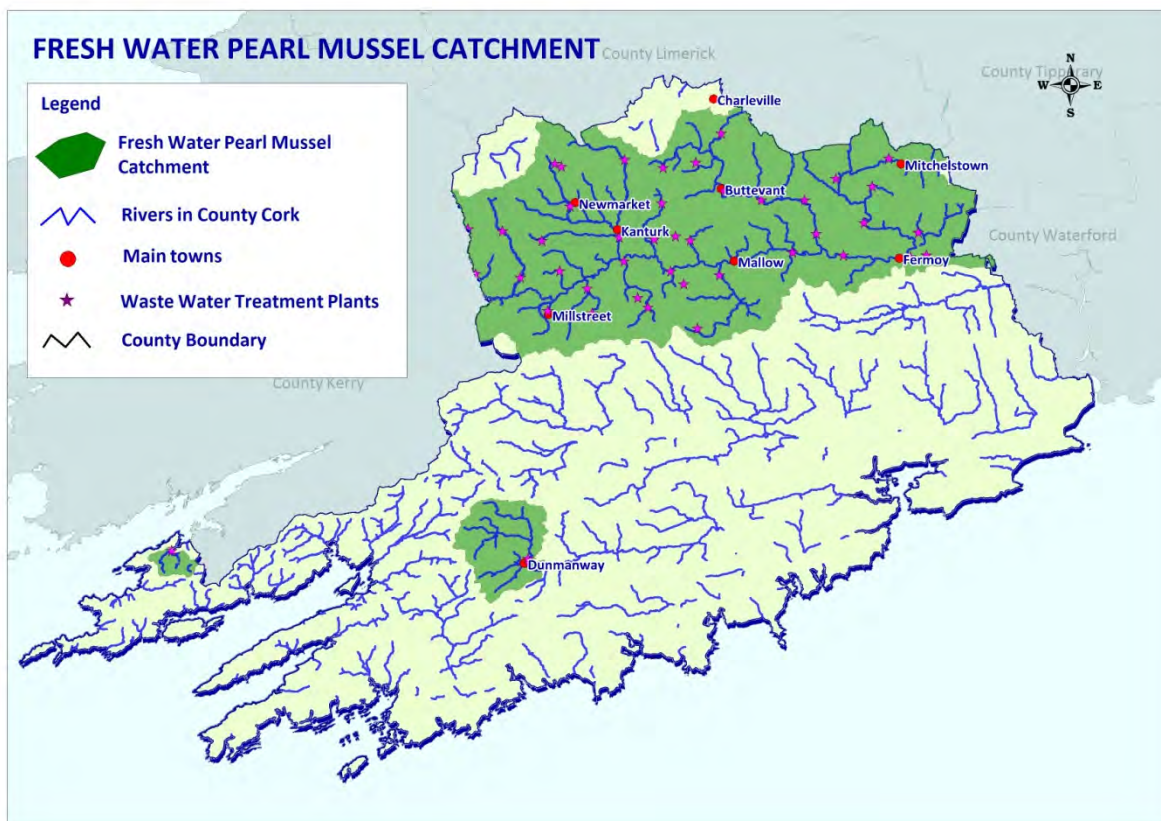 FRESH WATER PEARL MUSSEL CATCHMENT
Legend
Fresh Water Pearl Mussel
Catchment
Rivers in County Cork
Main towns
Waste Water Treatment Plants
County Boundary
County Limerick
County Tipperary
N
W E
S
Charleville
Mitchelstown
Buttevant
Newmarket
Kanturk
County Waterford
Mallow
Fermoy
Millstreet
County Kerry
Dunmanway